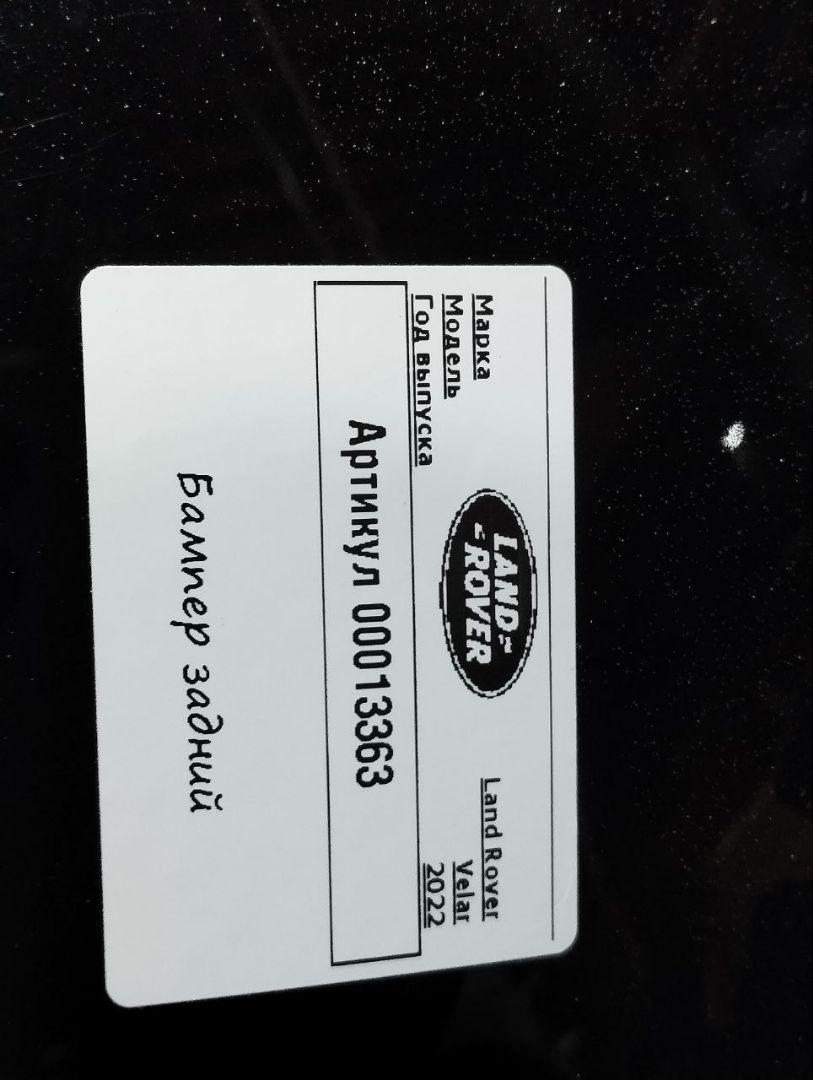 Марка Land Rover
Модель Velar
Год выпуска 2022
LAND
ROVER
Артикул 00013363
Бампер задний